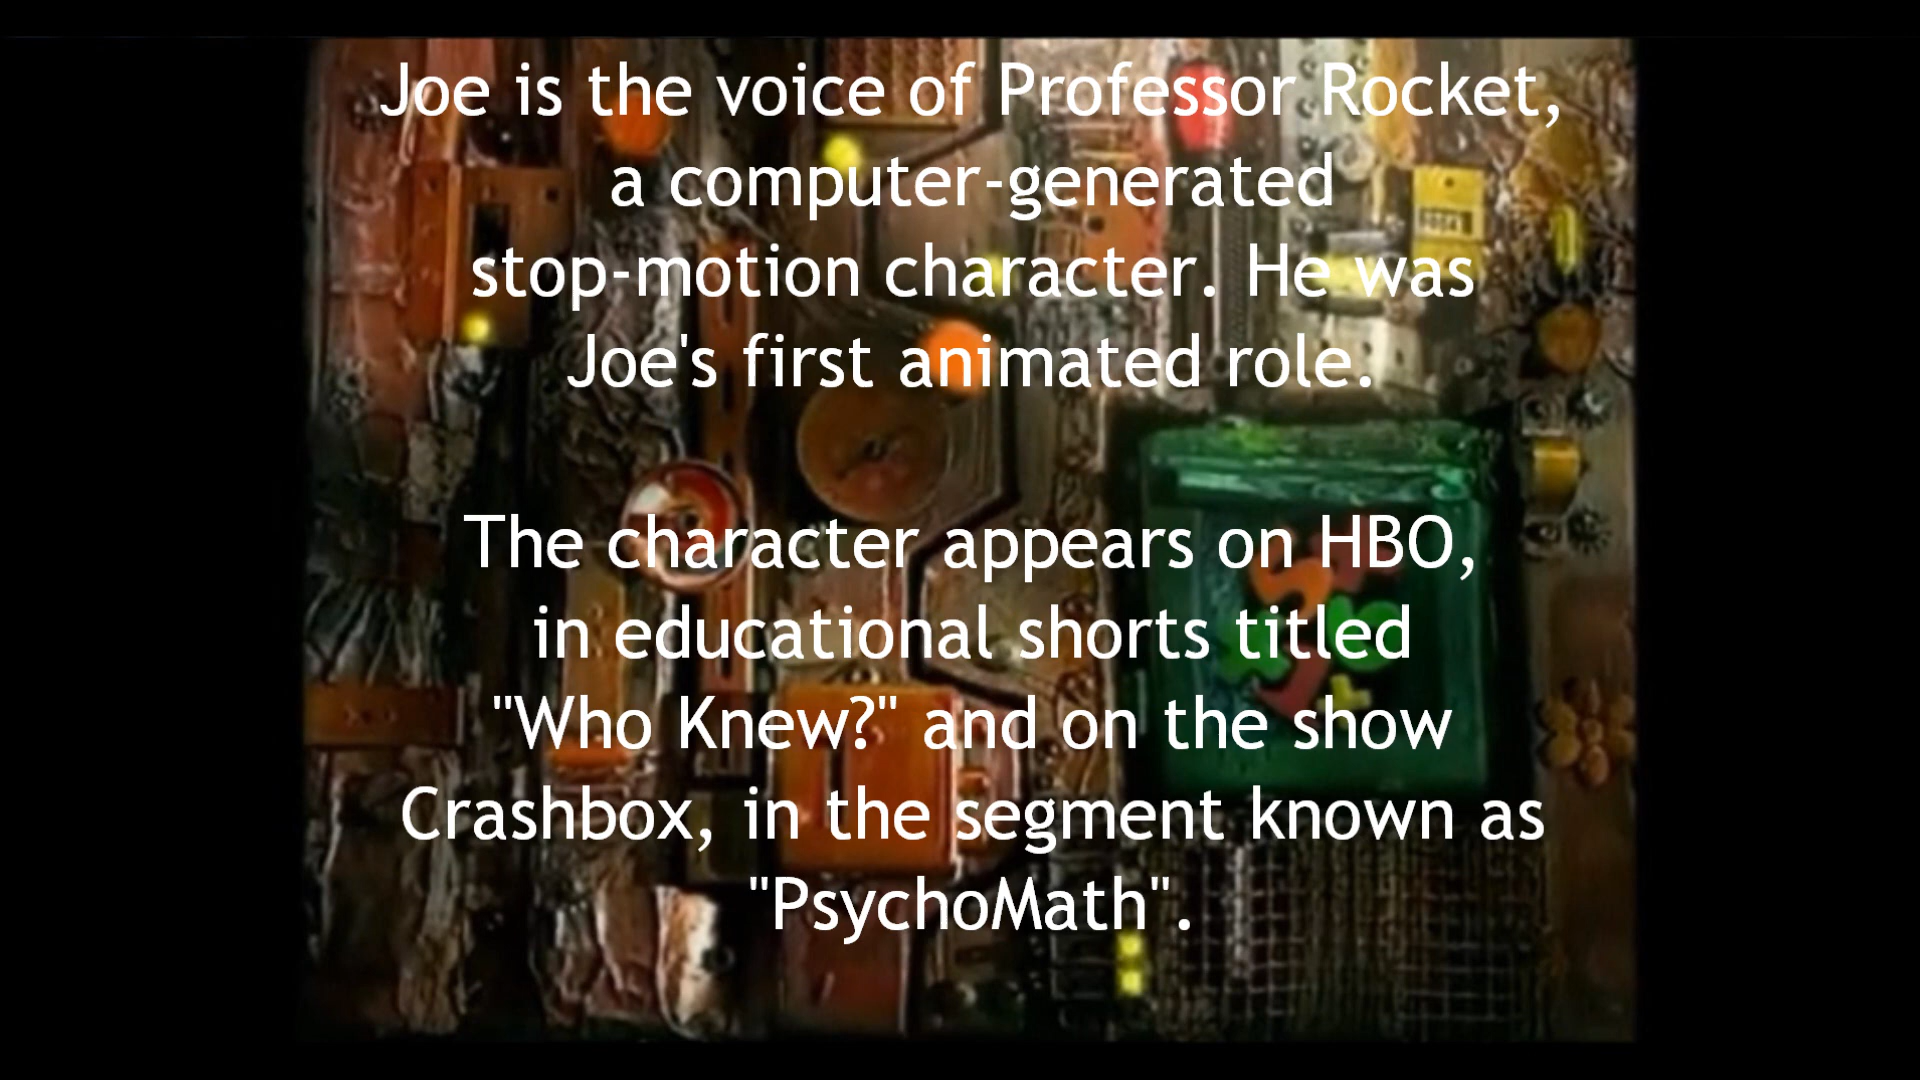 Joe is the voice of Professor Rocket,
a computer-generated
stop-motion character. He was
Joe's first animated role.
The character appears on HBO,
in educational shorts titled
"Who Knew?" and on the show
Crashbox, in the segment known as
"PsychoMath".